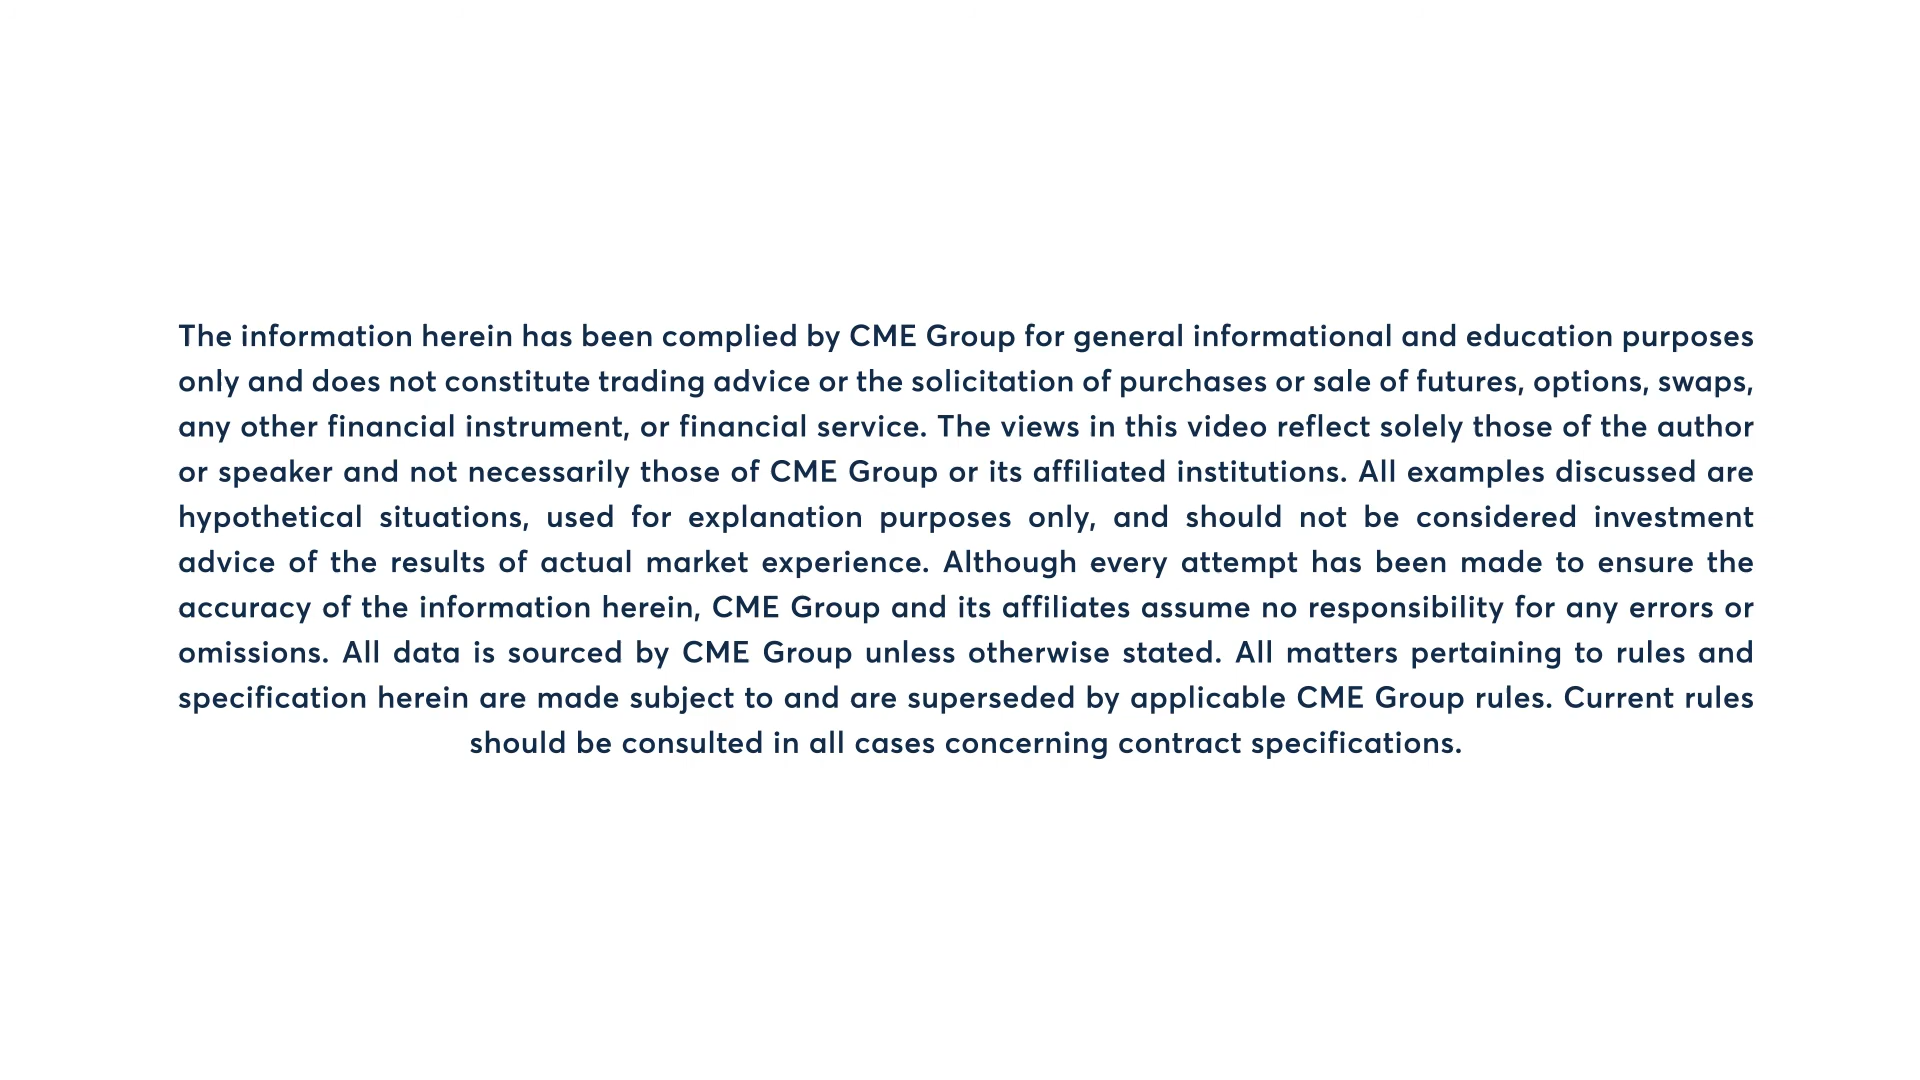 The information herein has been complied by CME Group for general informational and education purposes
only and does not constitute trading advice or the solicitation of purchases or sale of futures, options, swaps,
any other financial instrument, or financial service. The views in this video reflect solely those of the author
or speaker and not necessarily those of CME Group or its affiliated institutions. All examples discussed are
hypothetical situations, used for explanation purposes only, and should not be considered investment
advice of the results of actual market experience. Although every attempt has been made to ensure the
accuracy of the information herein, CME Group and its affiliates assume no responsibility for any errors or
omissions. All data is sourced by CME Group unless otherwise stated. All matters pertaining to rules and
specification herein are made subject to and are superseded by applicable CME Group rules. Current rules
should be consulted in all cases concerning contract specifications.